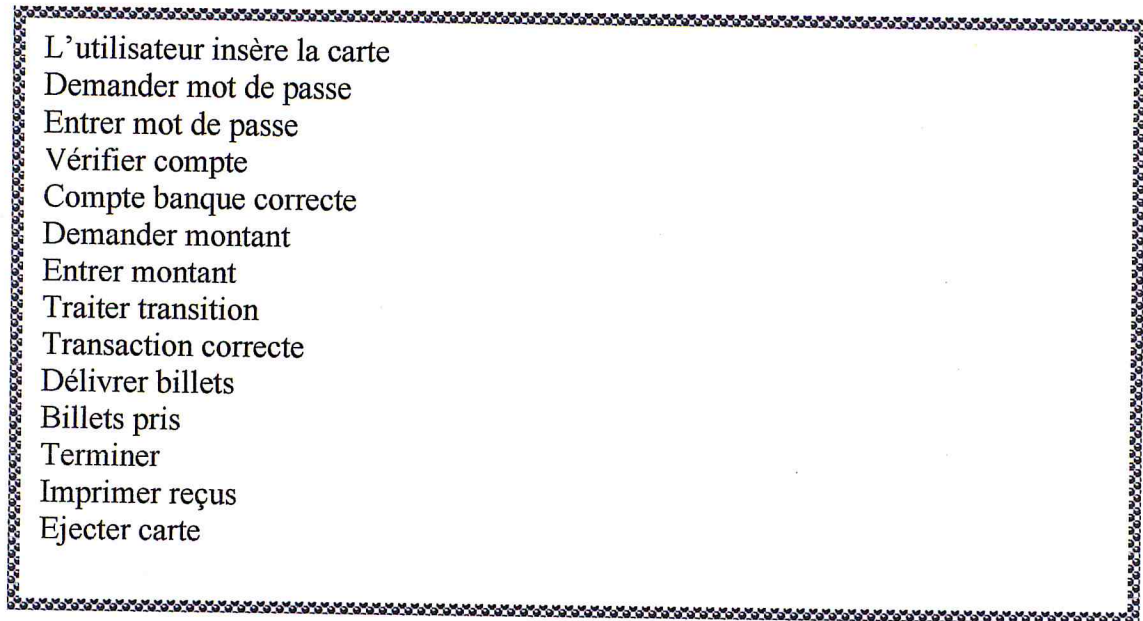 L'utilisateur insère la carte
Demander mot de passe
Entrer mot de passe
Vérifier compte
Compte banque correcte
Demander montant
Entrer montant
Traiter transition
Transaction correcte
Délivrer billets
Billets pris
Terminer
Imprimer reçus
Ejecter carte